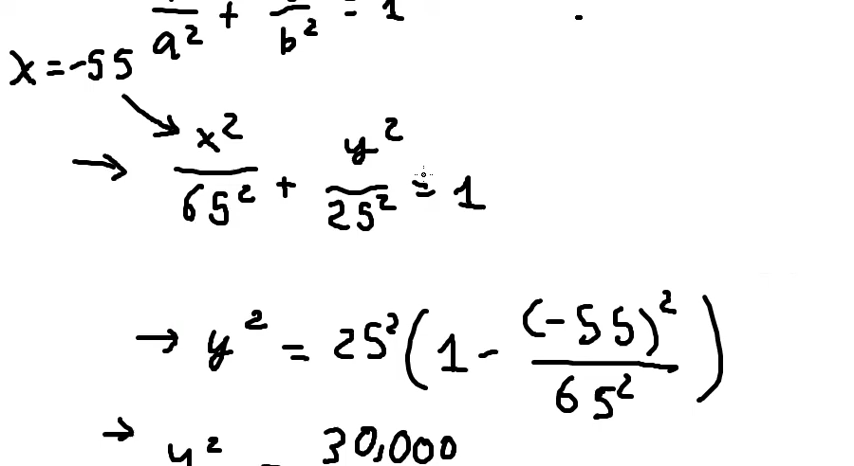 /a² + /b² = 1
x = -55
→ x²/65² + y²/25² = 1
→ y² = 25²(1 - (-55)²/65²)
→ y² = 30,000